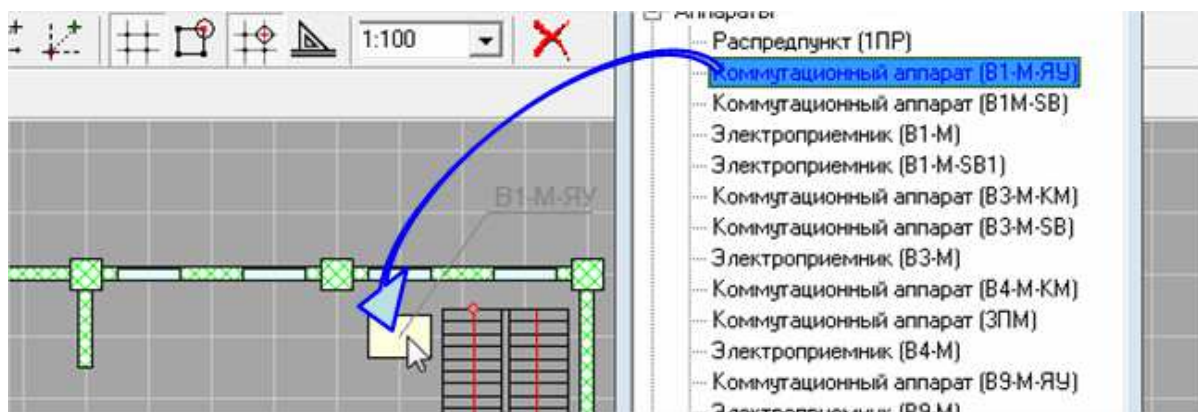 1:100
Аппараты
Распредпункт (1ПР)
Коммутационный аппарат (В1-М-ЯУ)
Коммутационный аппарат (В1М-SB)
Электроприемник (В1-М)
Электроприемник (В1-М-SB1)
Коммутационный аппарат (В3-М-КМ)
Коммутационный аппарат (В3-М-SB)
Электроприемник (В3-М)
Коммутационный аппарат (В4-М-КМ)
Коммутационный аппарат (3ПМ)
Электроприемник (В4-М)
Коммутационный аппарат (В9-М-ЯУ)
Электроприемник (В9-М)
В1-М-ЯУ